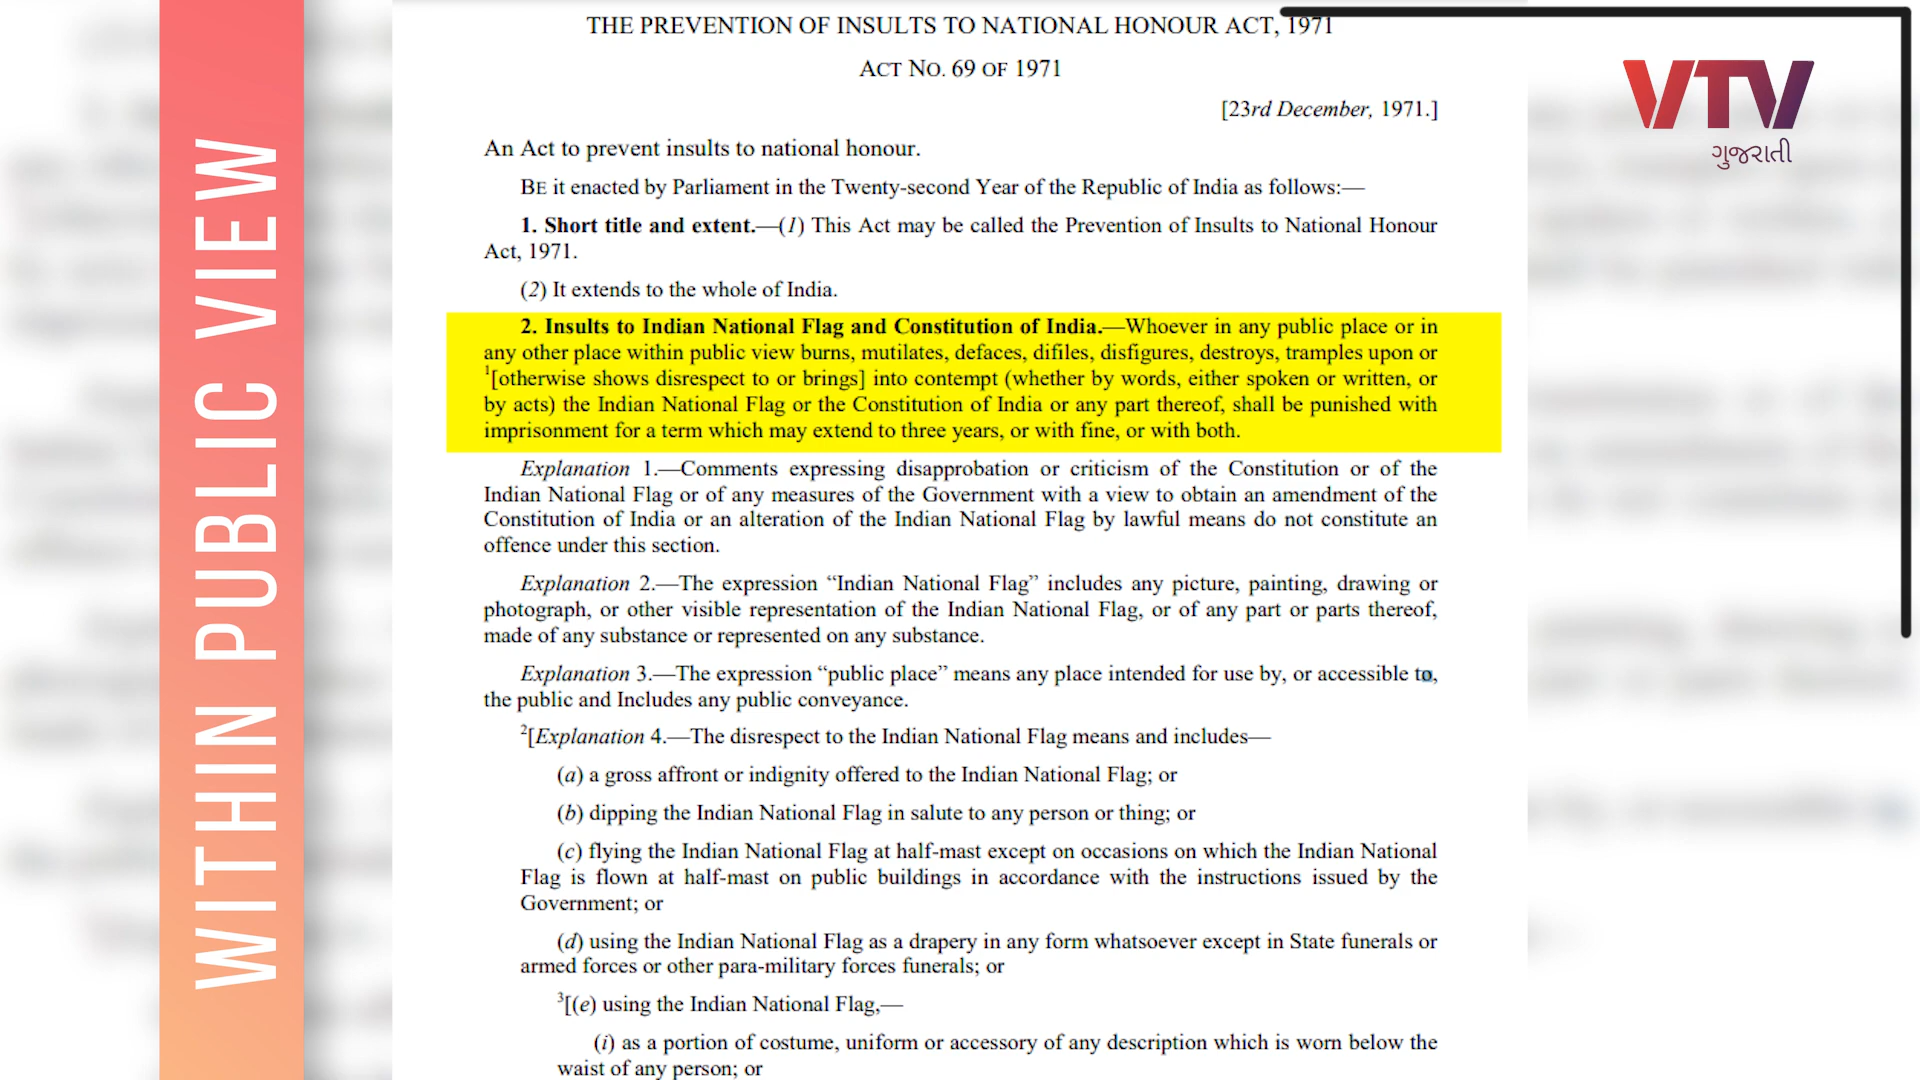 THE PREVENTION OF INSULTS TO NATIONAL HONOUR ACT, 1971
ACT NO. 69 OF 1971
[23rd December, 1971.]
An Act to prevent insults to national honour.
BE it enacted by Parliament in the Twenty-second Year of the Republic of India as follows:—
1. Short title and extent.—(1) This Act may be called the Prevention of Insults to National Honour
Act, 1971.
(2) It extends to the whole of India.
2. Insults to Indian National Flag and Constitution of India.—Whoever in any public place or in
any other place within public view burns, mutilates, defaces, difiles, disfigures, destroys, tramples upon or
1[otherwise shows disrespect to or brings] into contempt (whether by words, either spoken or written, or
by acts) the Indian National Flag or the Constitution of India or any part thereof, shall be punished with
imprisonment for a term which may extend to three years, or with fine, or with both.
Explanation 1.—Comments expressing disapprobation or criticism of the Constitution or of the
Indian National Flag or of any measures of the Government with a view to obtain an amendment of the
Constitution of India or an alteration of the Indian National Flag by lawful means do not constitute an
offence under this section.
Explanation 2.—The expression “Indian National Flag” includes any picture, painting, drawing or
photograph, or other visible representation of the Indian National Flag, or of any part or parts thereof,
made of any substance or represented on any substance.
Explanation 3.—The expression “public place” means any place intended for use by, or accessible to,
the public and Includes any public conveyance.
2[Explanation 4.—The disrespect to the Indian National Flag means and includes—
(a) a gross affront or indignity offered to the Indian National Flag; or
(b) dipping the Indian National Flag in salute to any person or thing; or
(c) flying the Indian National Flag at half-mast except on occasions on which the Indian National
Flag is flown at half-mast on public buildings in accordance with the instructions issued by the
Government; or
(d) using the Indian National Flag as a drapery in any form whatsoever except in State funerals or
armed forces or other para-military forces funerals; or
3[(e) using the Indian National Flag,—
(i) as a portion of costume, uniform or accessory of any description which is worn below the
waist of any person; or
WITHIN PUBLIC VIEW
VTV
ગુજરાતી